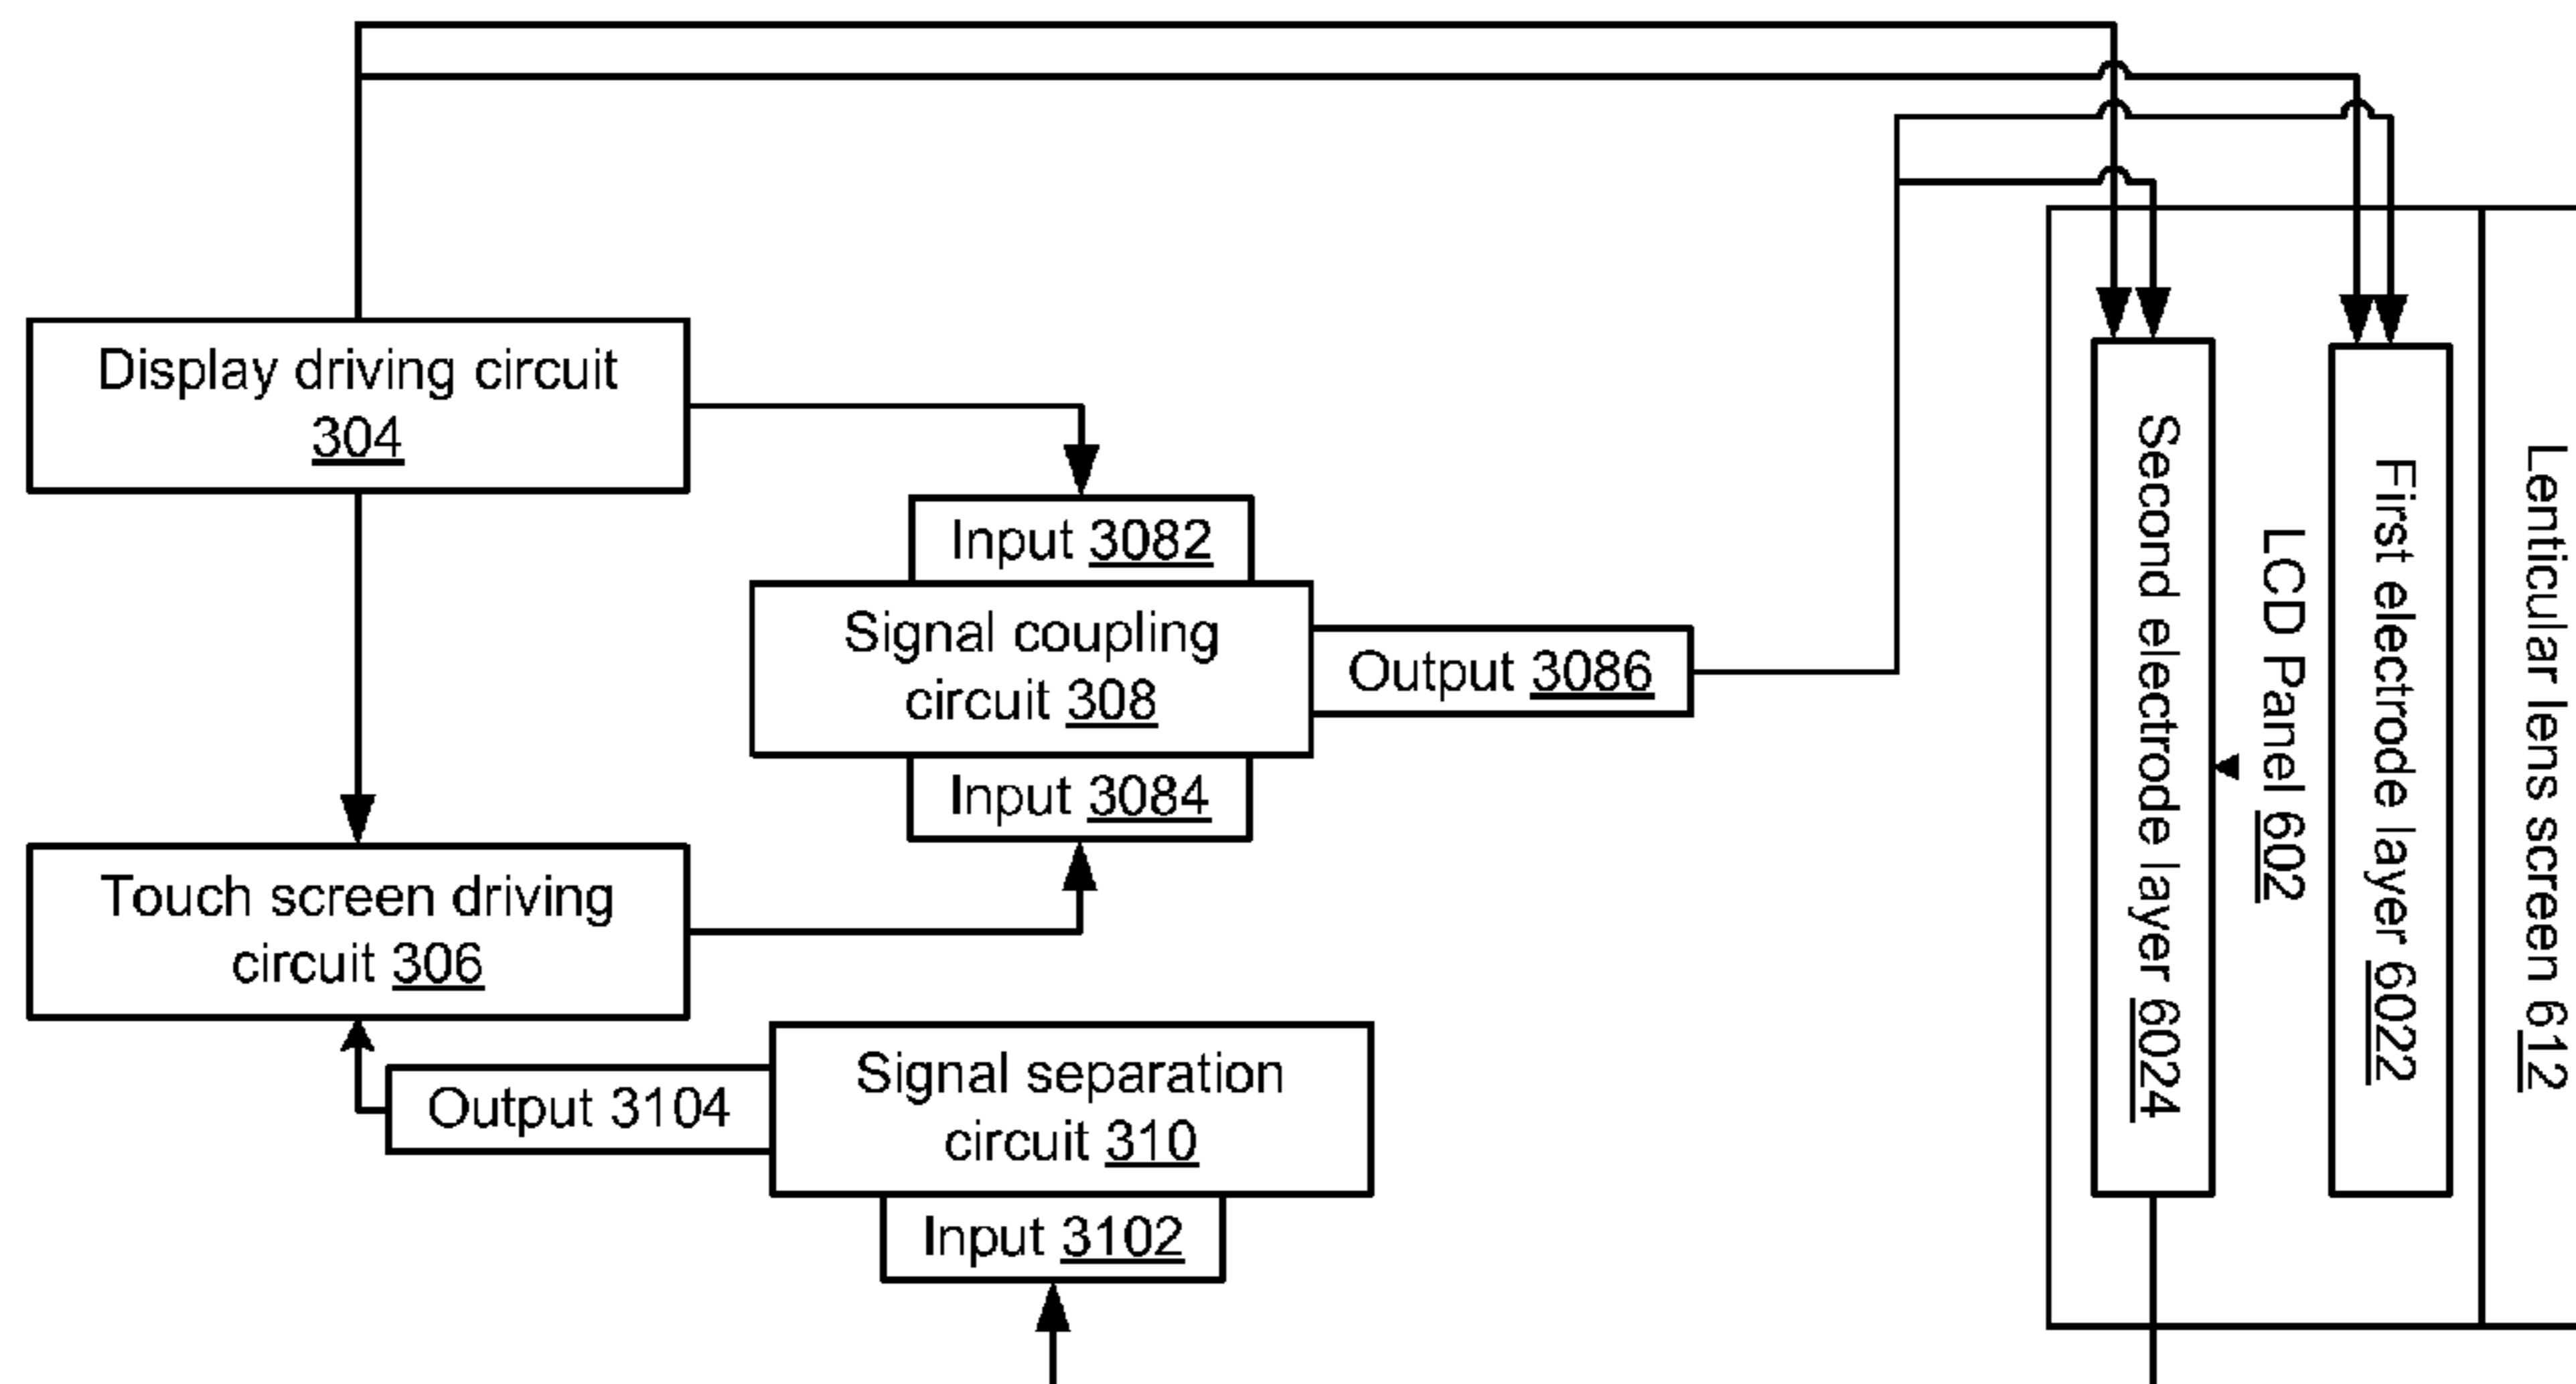 Display driving circuit
304
Input 3082
Signal coupling
circuit 308
Output 3086
Input 3084
Touch screen driving
circuit 306
Signal separation
circuit 310
Output 3104
Input 3102
Second electrode layer 6024
LCD Panel 602
First electrode layer 6022
Lenticular lens screen 612